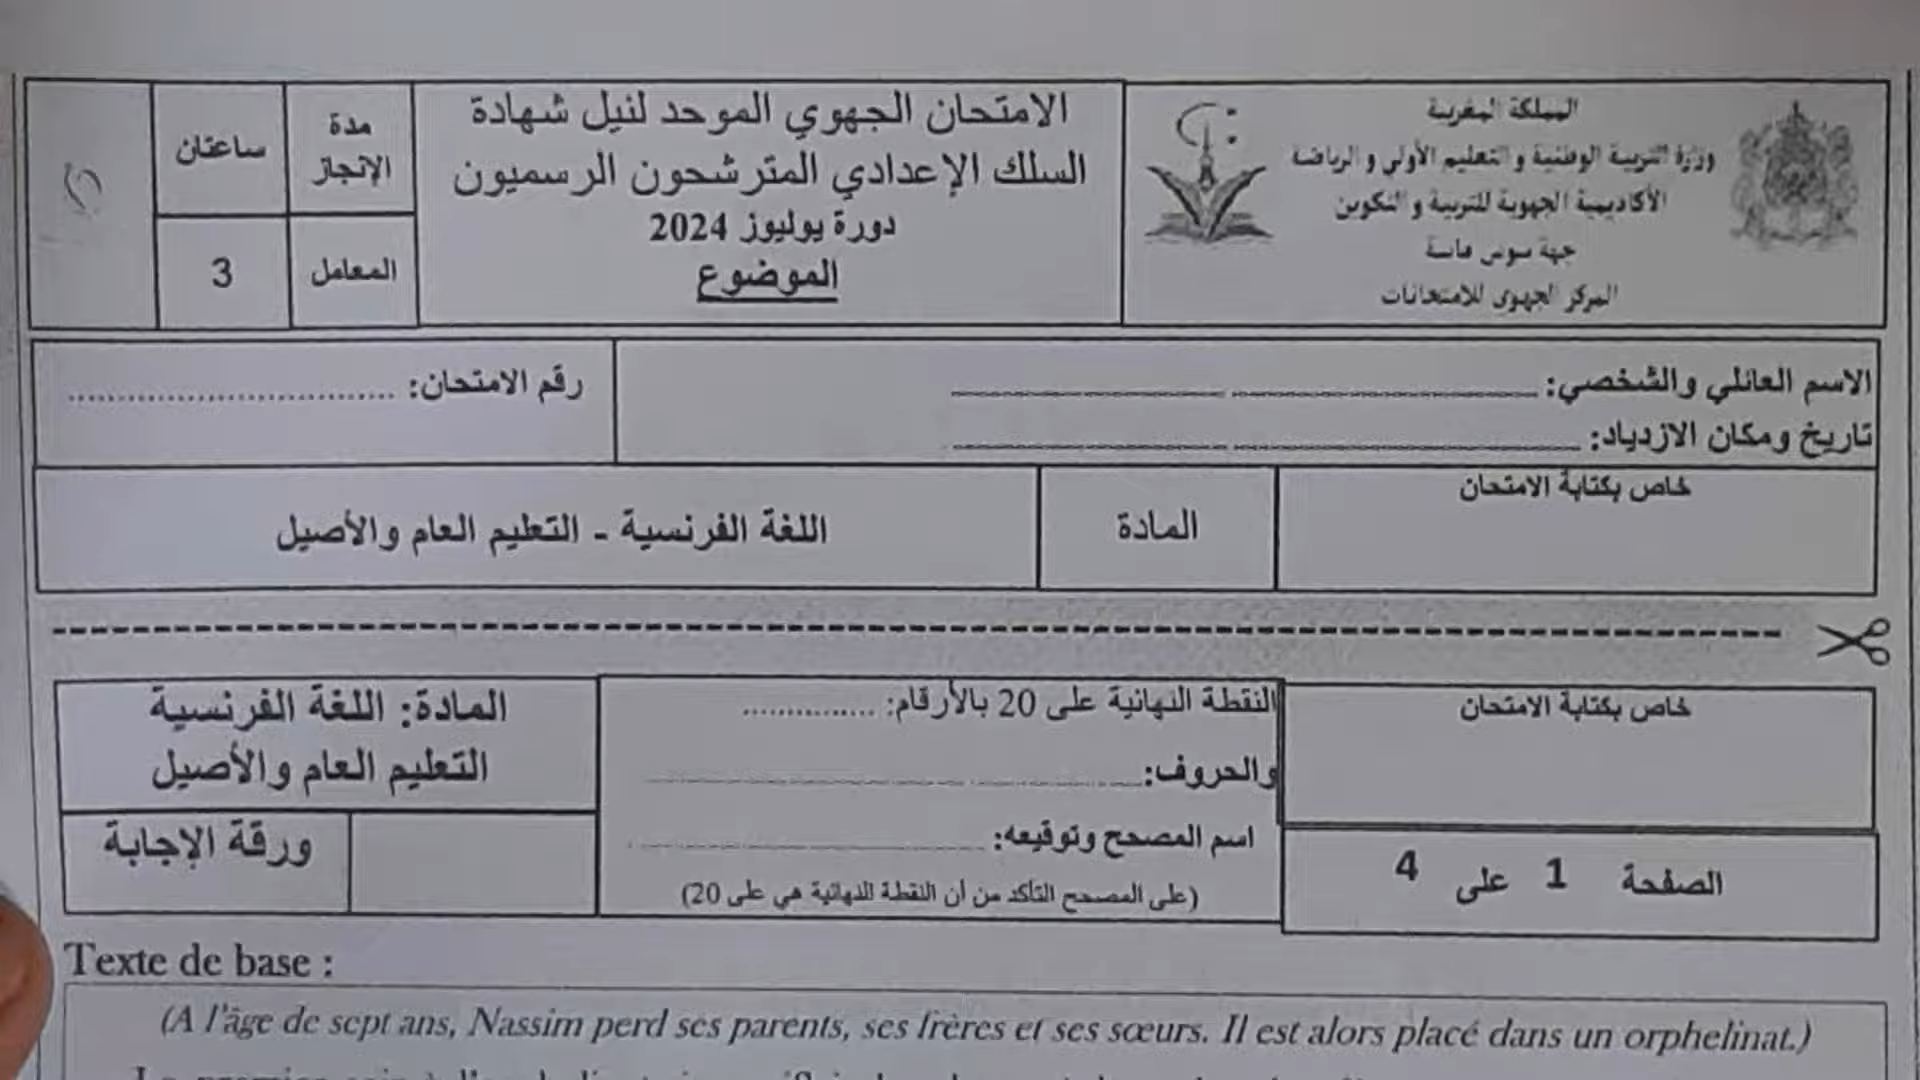 المملكة المغربية
وزارة التربية الوطنية و التعليم الأولي و الرياضة
الأكاديمية الجهوية للتربية و التكوين
جهة سوس ماسة
المركز الجهوي للامتحانات
الامتحان الجهوي الموحد لنيل شهادة
السلك الإعدادي المترشحون الرسميون
دورة يوليوز 2024
الموضوع
مدة الإنجاز
ساعتان
المعامل
3
الاسم العائلي والشخصي:
تاريخ ومكان الازدياد:
رقم الامتحان:
خاص بكتابة الامتحان
المادة
اللغة الفرنسية - التعليم العام والأصيل
خاص بكتابة الامتحان
الصفحة 1 على 4
النقطة النهائية على 20 بالأرقام:
والحروف:
اسم المصحح وتوقيعه:
(على المصحح التأكد من أن النقطة النهائية هي على 20)
المادة: اللغة الفرنسية
التعليم العام والأصيل
ورقة الإجابة
Texte de base :
(A l'âge de sept ans, Nassim perd ses parents, ses frères et ses sœurs. Il est alors placé dans un orphelinat.)